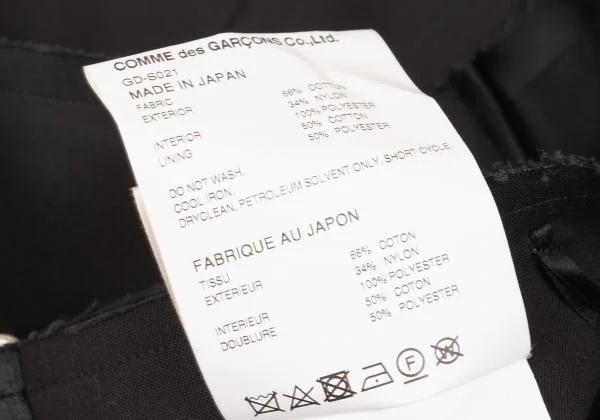 COMME des GARÇONS Co.,Ltd.
GD-S021
MADE IN JAPAN
FABRIC 66% COTTON
EXTERIOR 34% NYLON
100% POLYESTER
INTERIOR 50% COTTON
LINING 50% POLYESTER
DO NOT WASH.
COOL IRON.
DRYCLEAN, PETROLEUM SOLVENT ONLY, SHORT CYCLE.
FABRIQUE AU JAPON
TISSU 66% COTON
EXTERIEUR 34% NYLON
100% POLYESTER
INTERIEUR 50% COTON
DOUBLURE 50% POLYESTER
F W